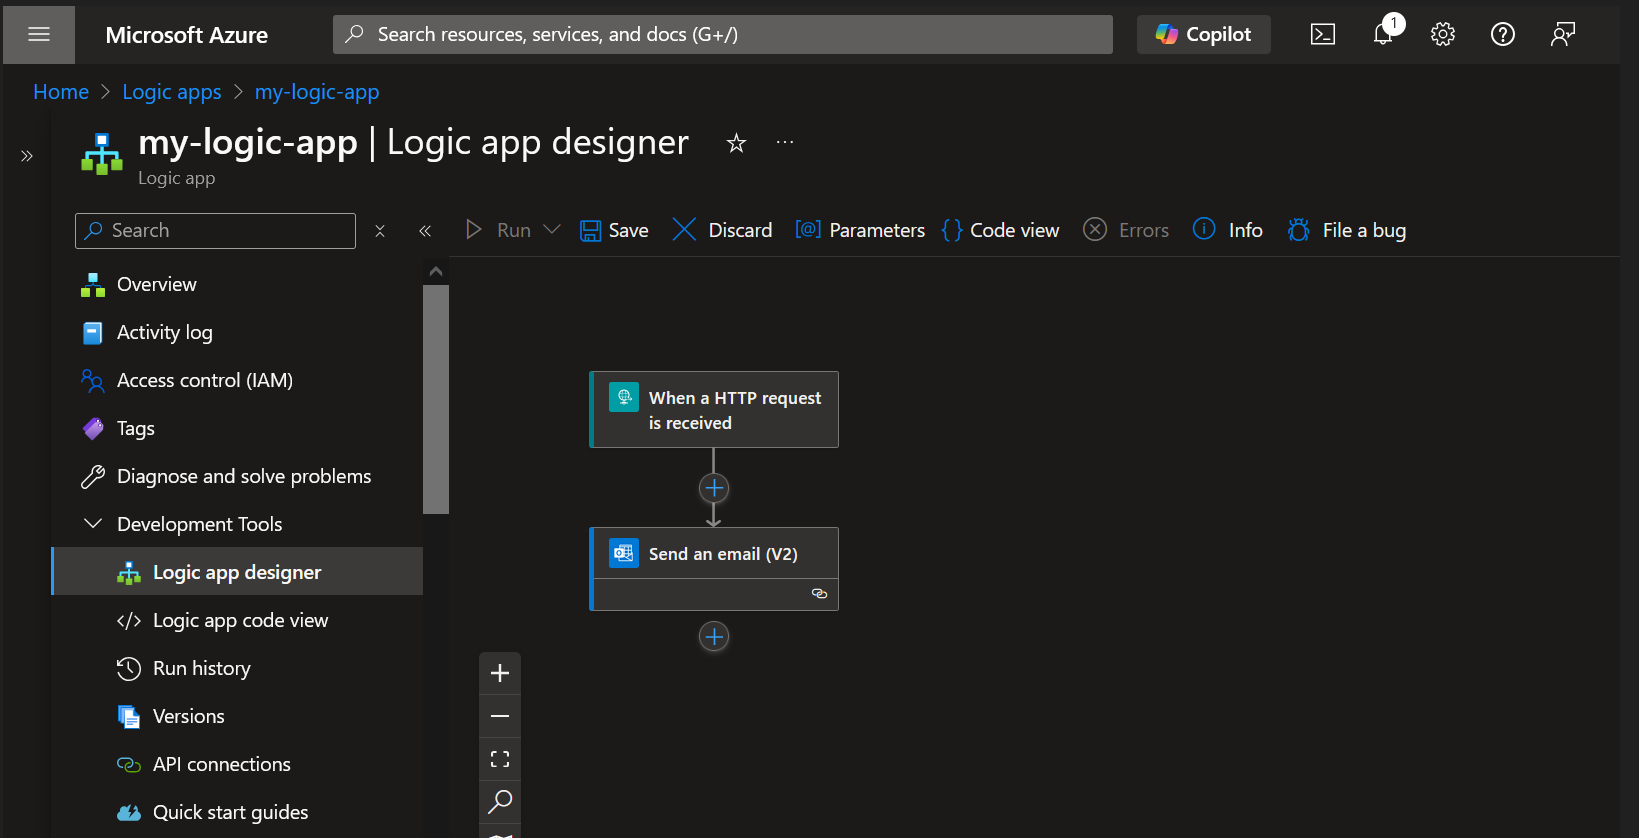 Microsoft Azure
Search resources, services, and docs (G+/)
Copilot
1
Home > Logic apps > my-logic-app
my-logic-app | Logic app designer
Logic app
Search
Run
Save
Discard
Parameters
Code view
Errors
Info
File a bug
Overview
Activity log
Access control (IAM)
Tags
Diagnose and solve problems
Development Tools
Logic app designer
Logic app code view
Run history
Versions
API connections
Quick start guides
When a HTTP request
is received
Send an email (V2)